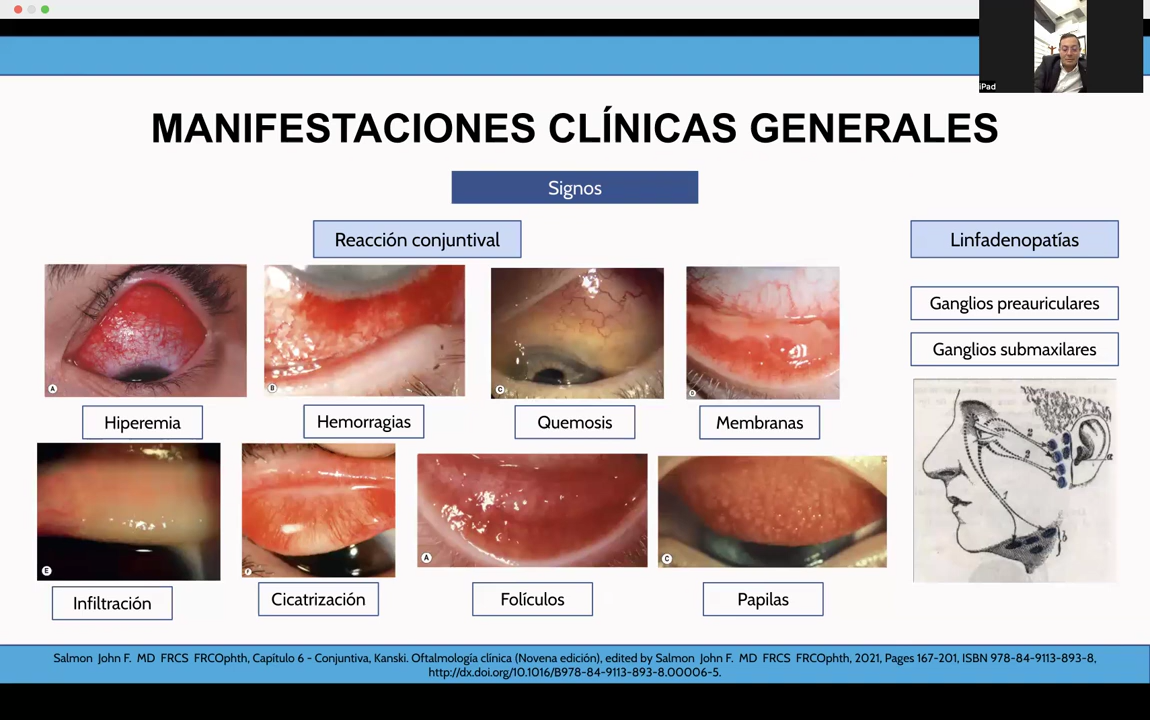 iPad
MANIFESTACIONES CLÍNICAS GENERALES
Signos
Reacción conjuntival
Linfadenopatías
Ganglios preauriculares
Ganglios submaxilares
A
B
C
D
Hiperemia
Hemorragias
Quemosis
Membranas
E
F
A
C
Infiltración
Cicatrización
Folículos
Papilas
Salmon John F. MD FRCS FRCOphth, Capítulo 6 - Conjuntiva, Kanski. Oftalmología clínica (Novena edición), edited by Salmon John F. MD FRCS FRCOphth, 2021, Pages 167-201, ISBN 978-84-9113-893-8,
http://dx.doi.org/10.1016/B978-84-9113-893-8.00006-5.